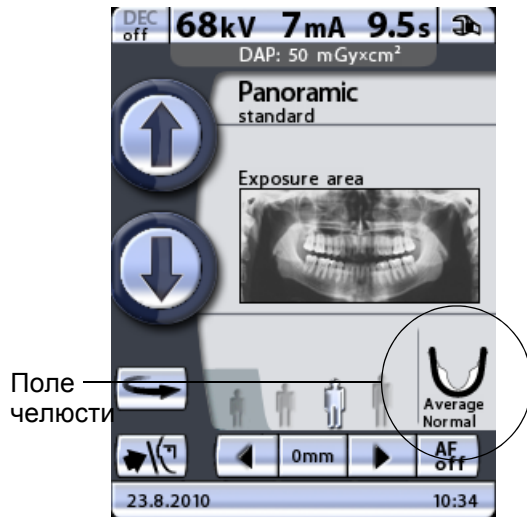 DEC
off
68kV 7mA 9.5s
DAP: 50 mGy×cm²
Panoramic
standard
Exposure area
Поле
челюсти
Average
Normal
0mm
AF
off
23.8.2010 10:34